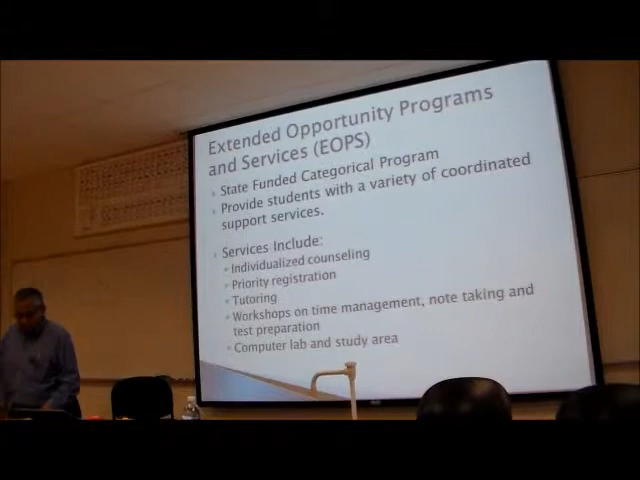 Extended Opportunity Programs
and Services (EOPS)
State Funded Categorical Program
Provide students with a variety of coordinated
support services.
Services Include:
Individualized counseling
Priority registration
Tutoring
Workshops on time management, note taking and
test preparation
Computer lab and study area